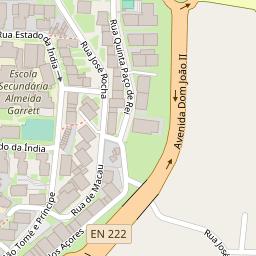 Rua Estado da Índia
Rua José Rocha
Rua Quinta Paço de Rei
Avenida Dom João II
Escola
Secundária
Almeida
Garrett
do da Índia
Rua de Macau
São Tomé e Príncipe
os Açores
EN 222
Rua José